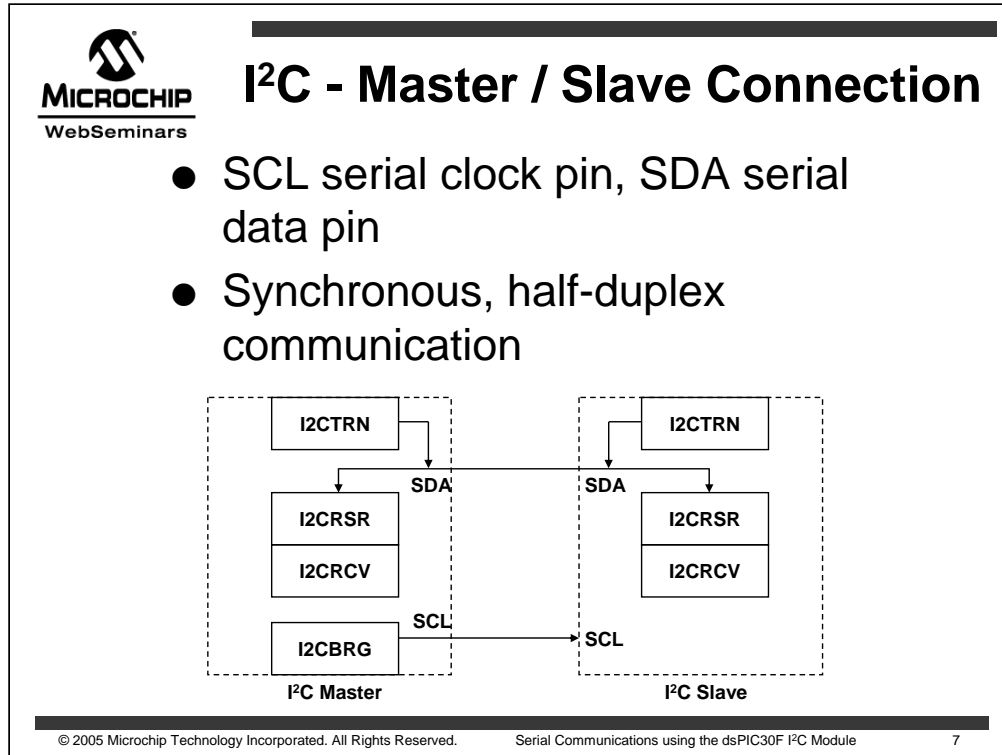 MICROCHIP
WebSeminars
I²C - Master / Slave Connection
● SCL serial clock pin, SDA serial
data pin
● Synchronous, half-duplex
communication
I2CTRN
I2CTRN
SDA
SDA
I2CRSR
I2CRSR
I2CRCV
I2CRCV
SCL
I2CBRG
SCL
I²C Master
I²C Slave
© 2005 Microchip Technology Incorporated. All Rights Reserved. Serial Communications using the dsPIC30F I²C Module 7